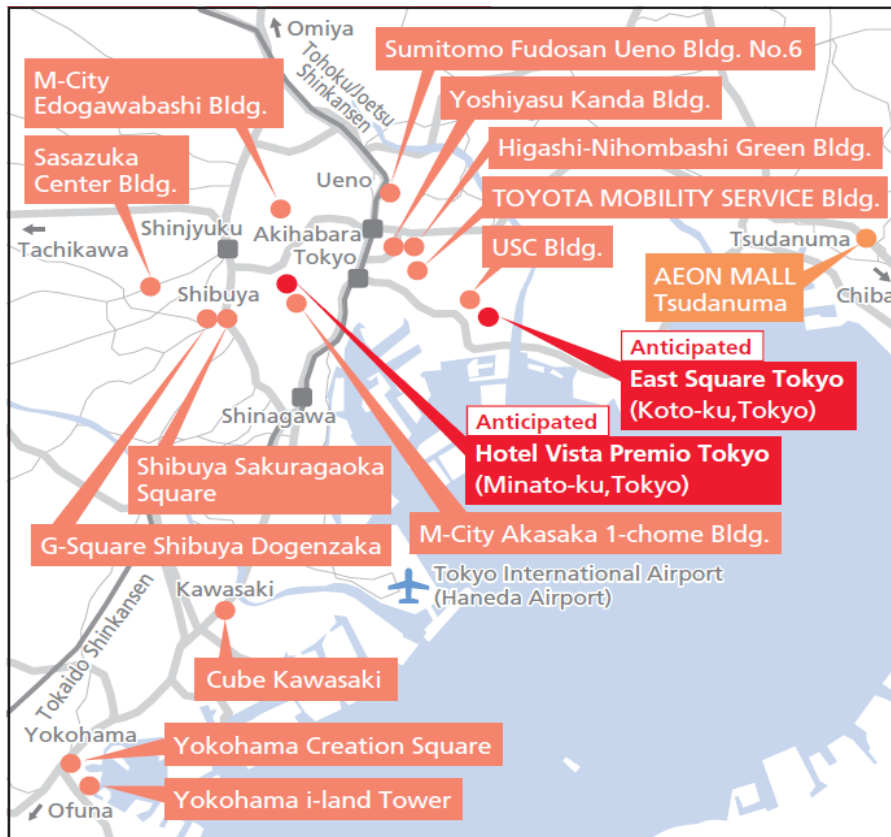 Omiya
Tohoku/Joetsu
Shinkansen
Sumitomo Fudosan Ueno Bldg. No.6
M-City
Edogawabashi Bldg.
Yoshiyasu Kanda Bldg.
Sasazuka
Center Bldg.
Higashi-Nihombashi Green Bldg.
Ueno
TOYOTA MOBILITY SERVICE Bldg.
Shinjyuku
Akihabara
Tachikawa
Tokyo
USC Bldg.
Tsudanuma
AEON MALL
Tsudanuma
Chiba
Shibuya
Anticipated
East Square Tokyo
(Koto-ku,Tokyo)
Shinagawa
Anticipated
Hotel Vista Premio Tokyo
(Minato-ku,Tokyo)
Shibuya Sakuragaoka
Square
G-Square Shibuya Dogenzaka
M-City Akasaka 1-chome Bldg.
Kawasaki
Tokyo International Airport
(Haneda Airport)
Tokaido Shinkansen
Cube Kawasaki
Yokohama
Yokohama Creation Square
Yokohama i-land Tower
Ofuna